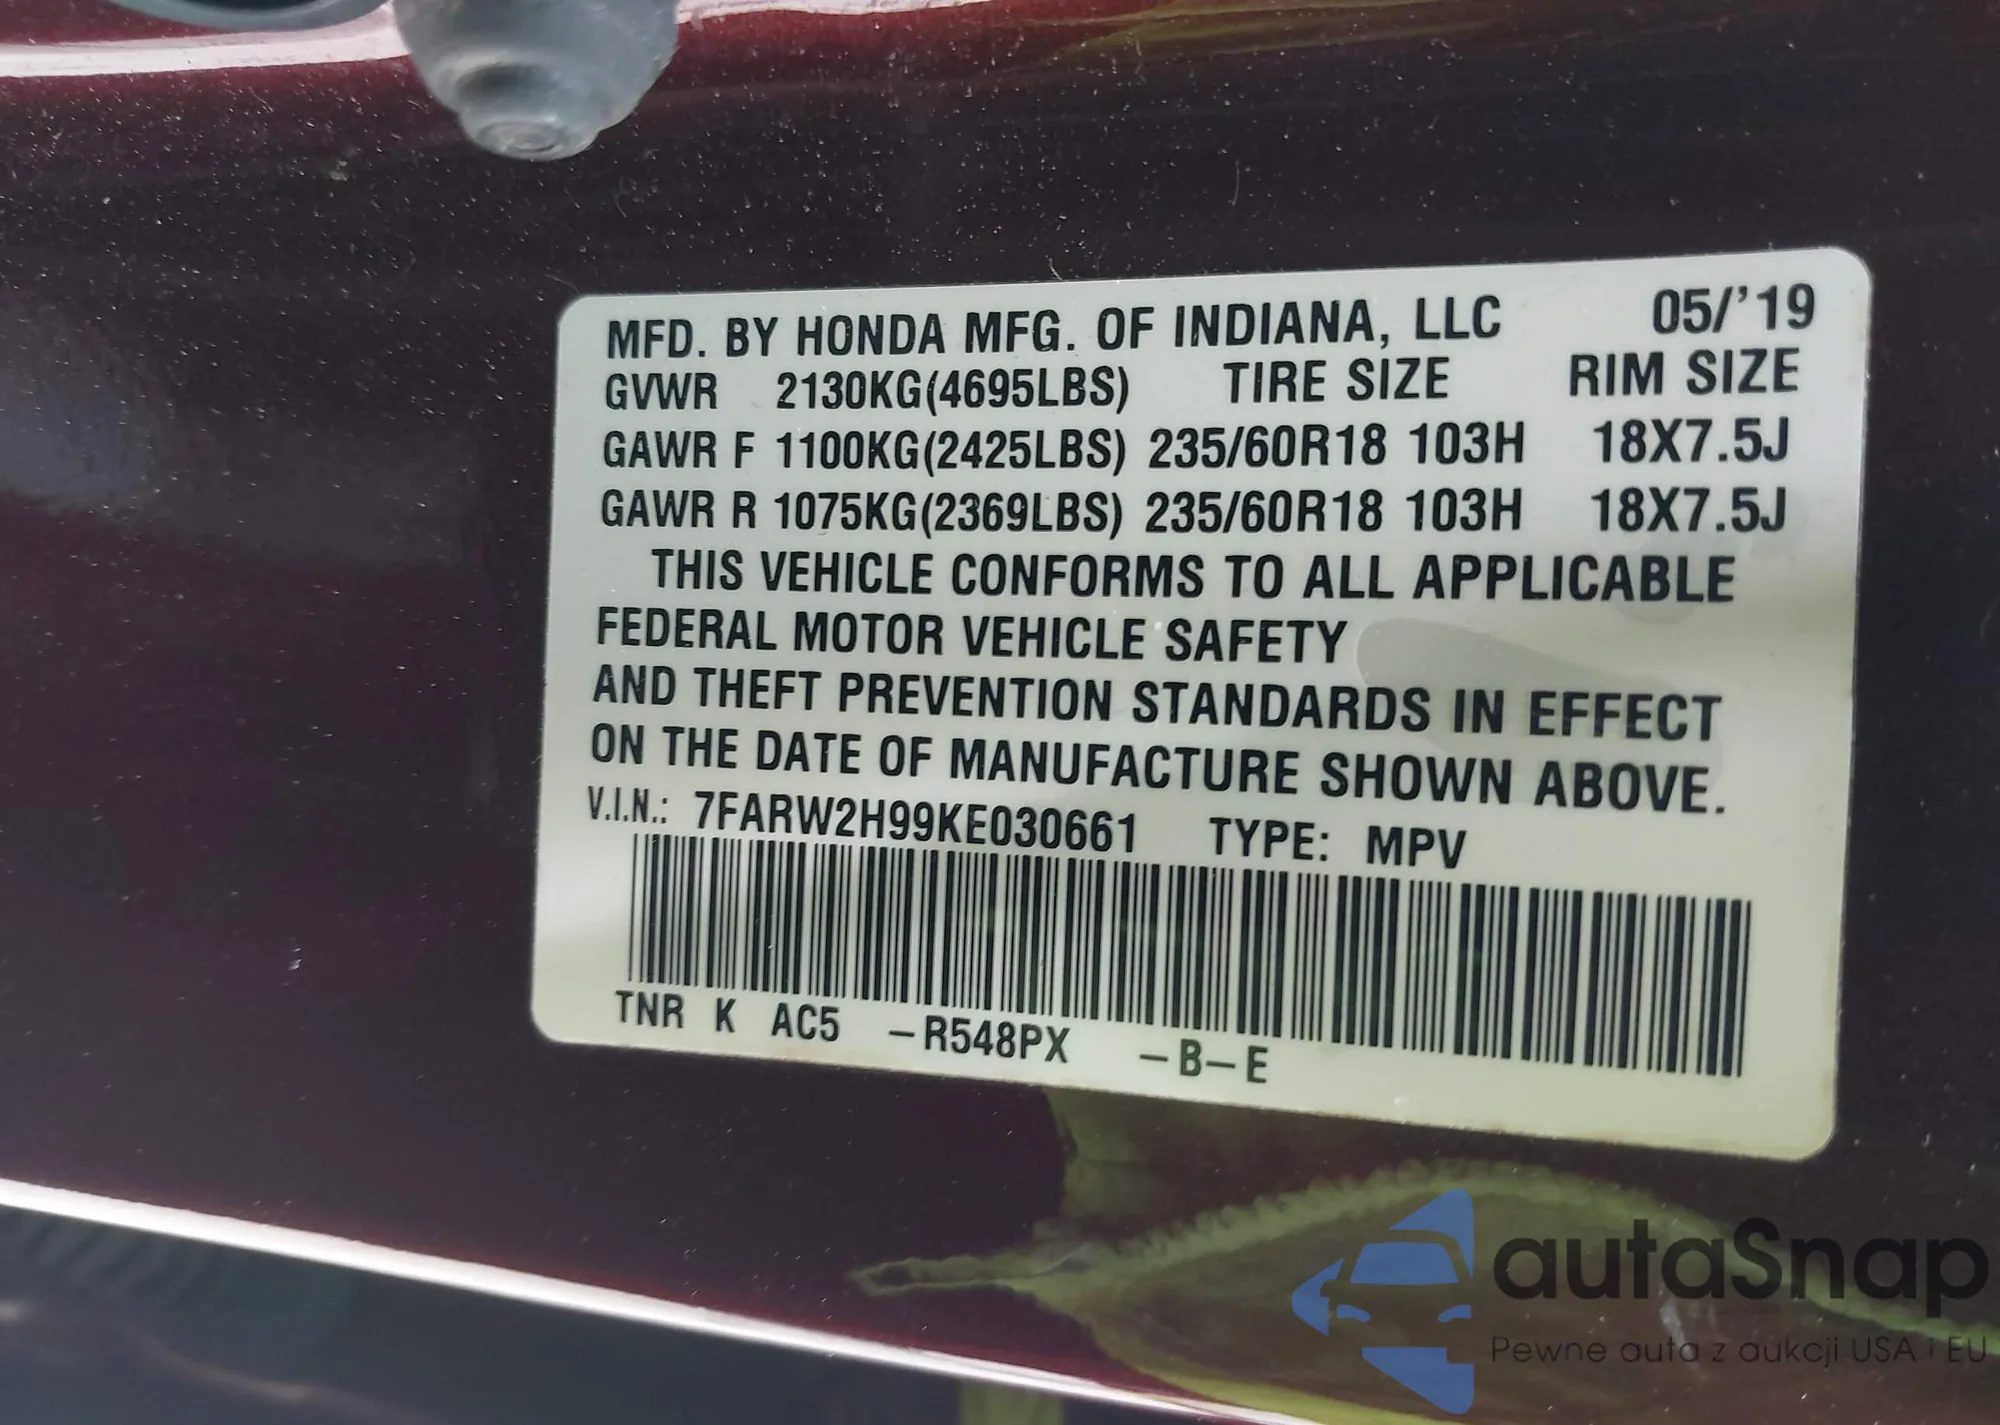 MFD. BY HONDA MFG. OF INDIANA, LLC 05/'19
GVWR 2130KG(4695LBS) TIRE SIZE RIM SIZE
GAWR F 1100KG(2425LBS) 235/60R18 103H 18X7.5J
GAWR R 1075KG(2369LBS) 235/60R18 103H 18X7.5J
THIS VEHICLE CONFORMS TO ALL APPLICABLE
FEDERAL MOTOR VEHICLE SAFETY
AND THEFT PREVENTION STANDARDS IN EFFECT
ON THE DATE OF MANUFACTURE SHOWN ABOVE.
V.I.N.: 7FARW2H99KE030661 TYPE: MPV
TNR K AC5 –R548PX –B–E
autaSnap
Pewne auta z aukcji USA i EU